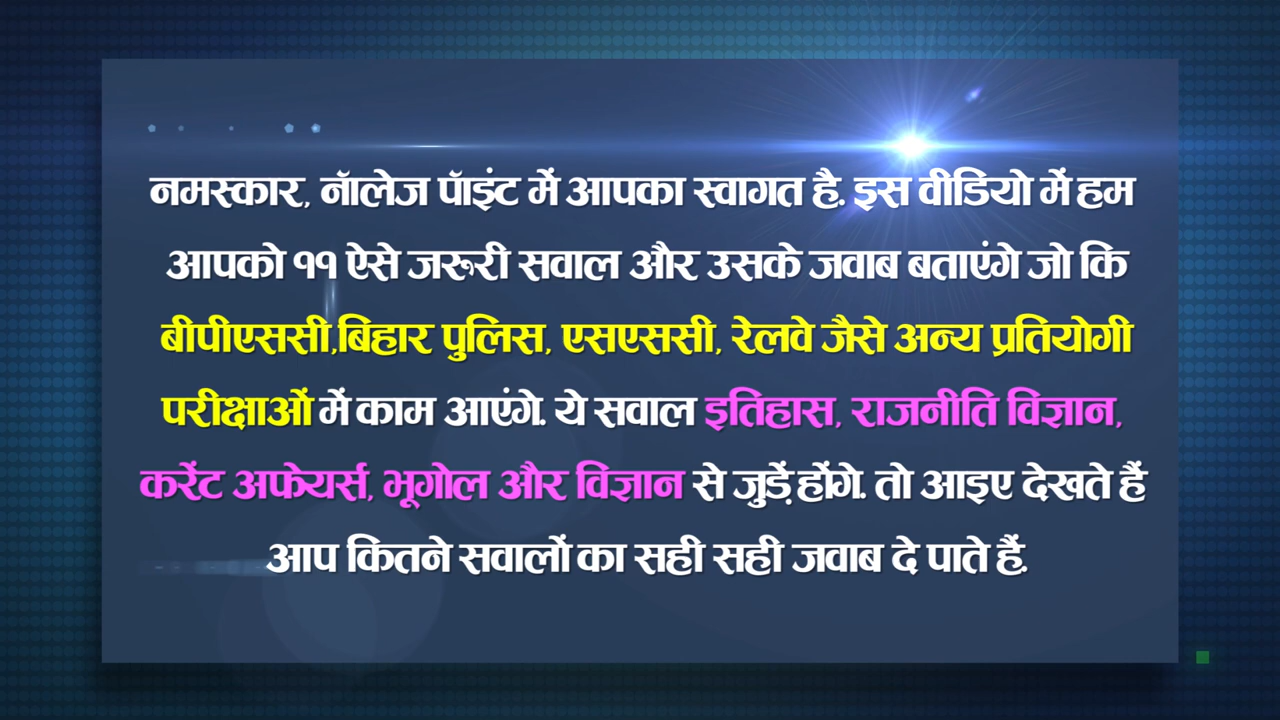 नमस्कार, नॉलेज पॉइंट में आपका स्वागत है. इस वीडियो में हम
आपको ११ ऐसे जरूरी सवाल और उसके जवाब बताएंगे जो कि
बीपीएससी,बिहार पुलिस, एसएससी, रेलवे जैसे अन्य प्रतियोगी
परीक्षाओं में काम आएंगे. ये सवाल इतिहास, राजनीति विज्ञान,
करेंट अफेयर्स, भूगोल और विज्ञान से जुड़ें होंगे. तो आइए देखते हैं
आप कितने सवालों का सही सही जवाब दे पाते हैं.